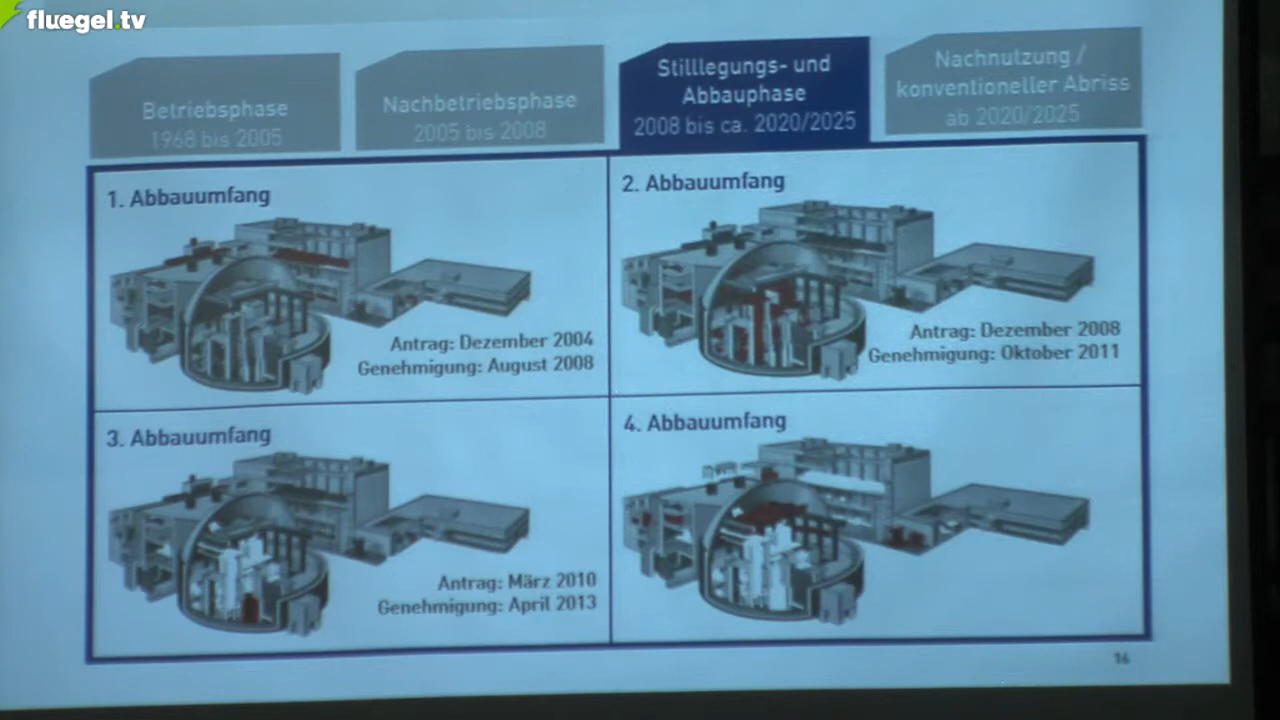 fluegel.tv
Betriebsphase
1968 bis 2005
Nachbetriebsphase
2005 bis 2008
Stilllegungs- und
Abbauphase
2008 bis ca. 2020/2025
Nachnutzung /
konventioneller Abriss
ab 2020/2025
1. Abbauumfang
Antrag: Dezember 2004
Genehmigung: August 2008
2. Abbauumfang
Antrag: Dezember 2008
Genehmigung: Oktober 2011
3. Abbauumfang
Antrag: März 2010
Genehmigung: April 2013
4. Abbauumfang
16